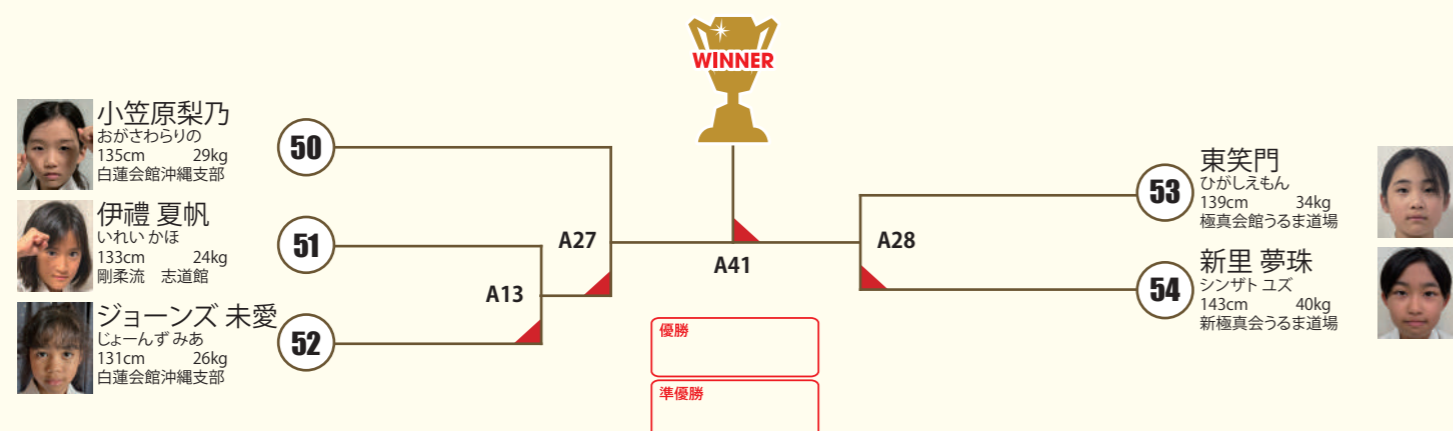 WINNER
小笠原梨乃
おがさわらりの
135cm 29kg
白蓮会館沖縄支部
50
伊禮 夏帆
いれい かほ
133cm 24kg
剛柔流 志道館
51
ジョーンズ 未愛
じょーんず みあ
131cm 26kg
白蓮会館沖縄支部
52
A13
A27
A41
A28
53
東笑門
ひがしえもん
139cm 34kg
極真会館うるま道場
54
新里 夢珠
シンザト ユズ
143cm 40kg
新極真会うるま道場
優勝
準優勝